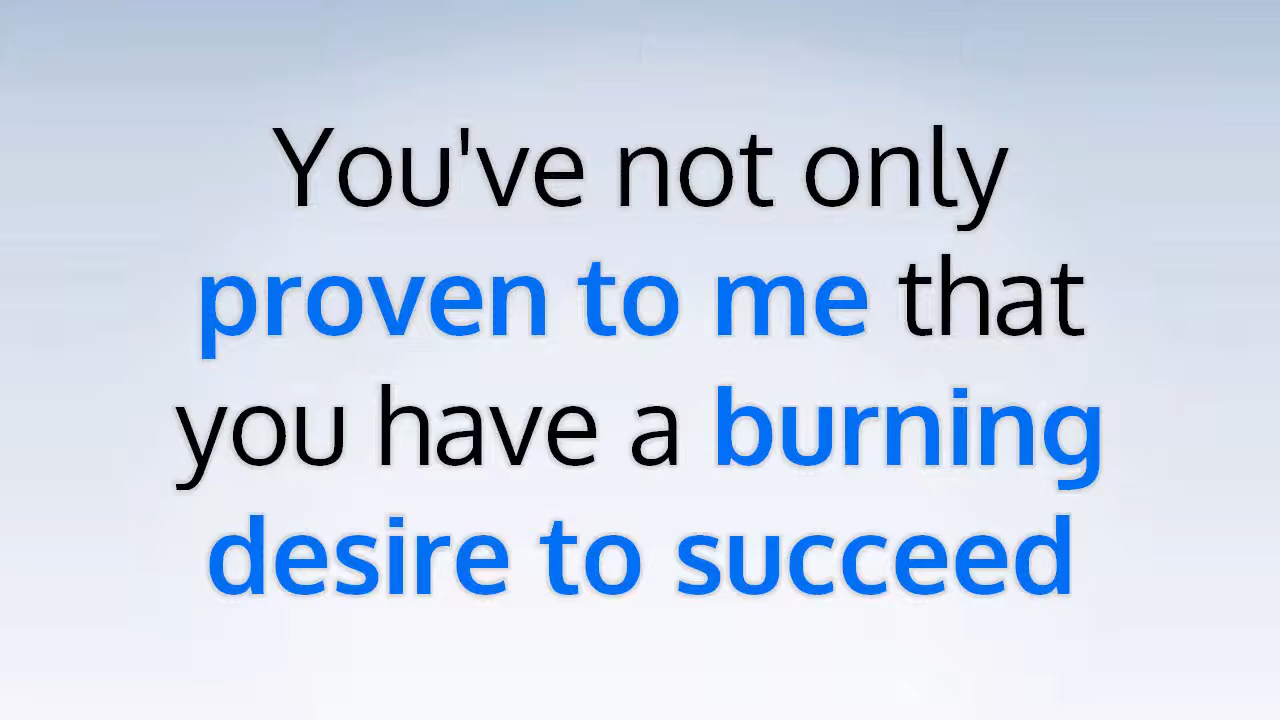 You've not only
proven to me that
you have a burning
desire to succeed